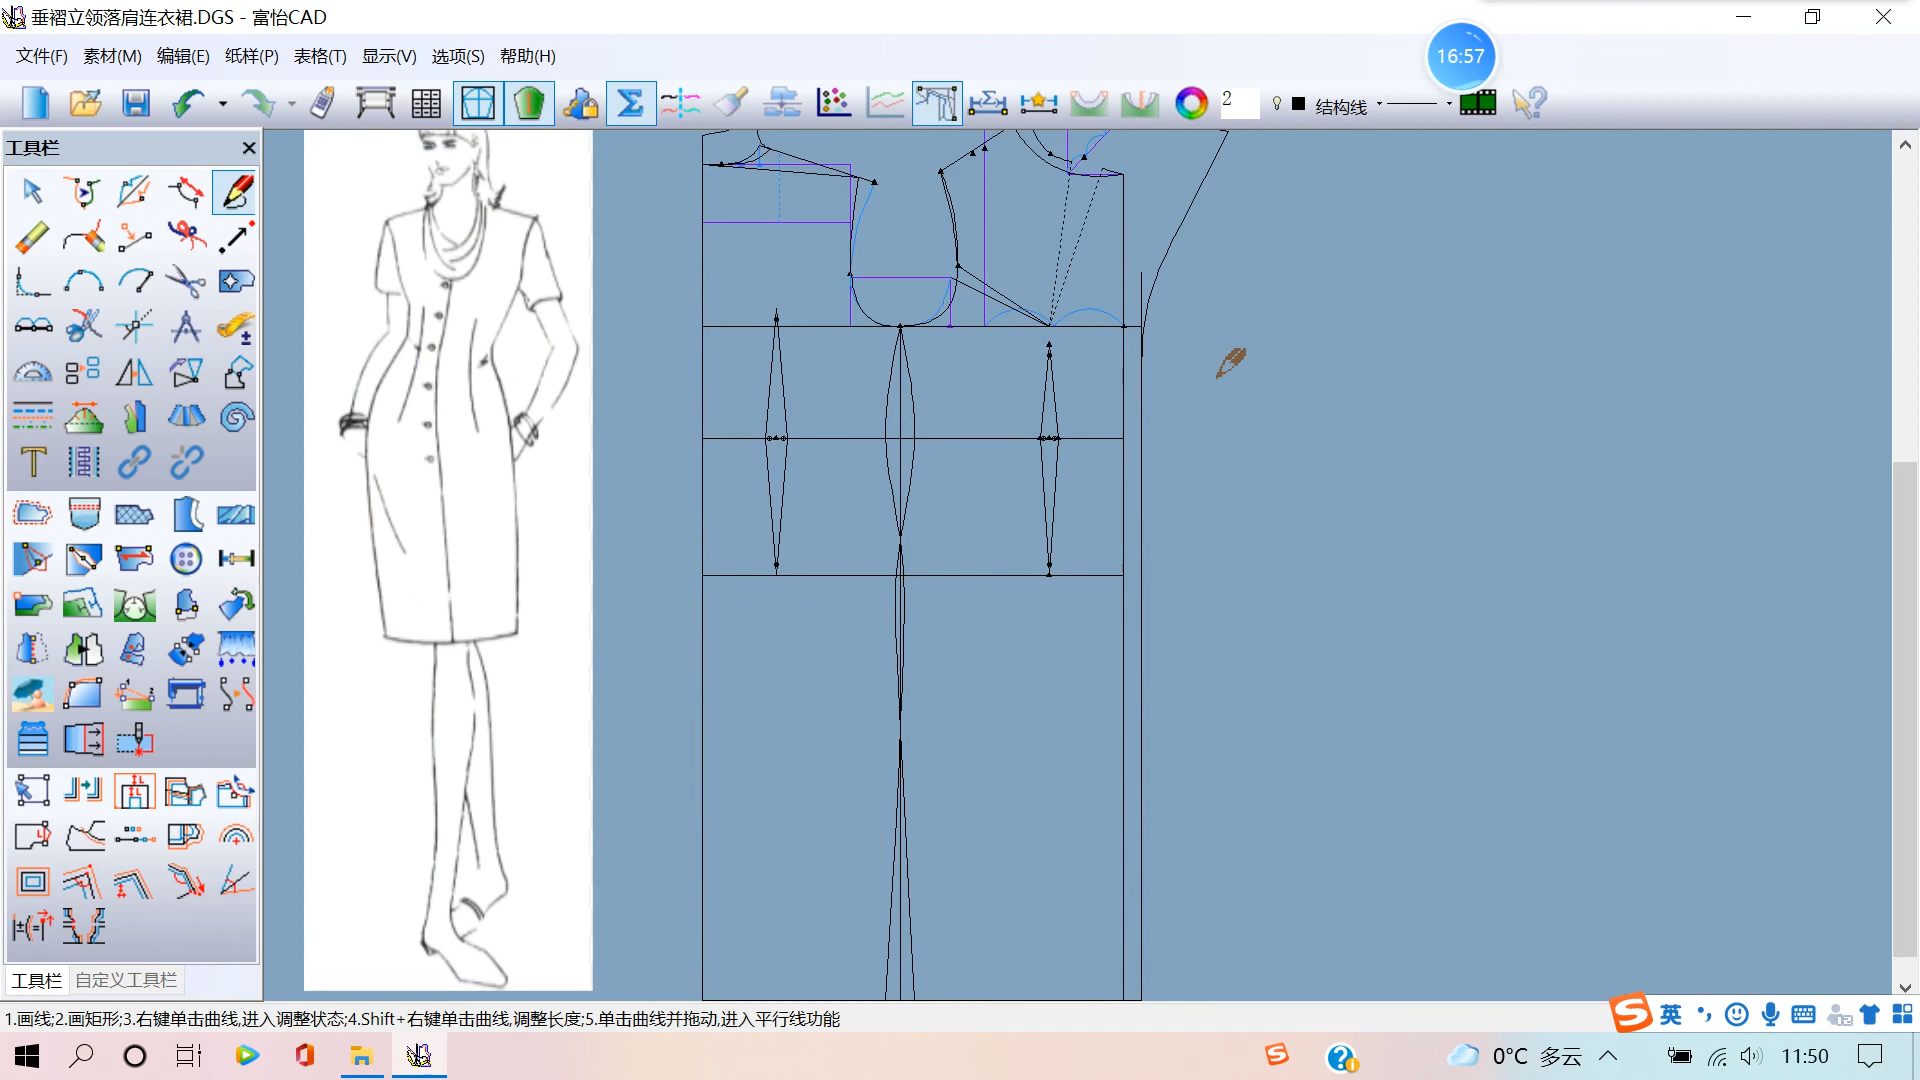 垂褶立领落肩连衣裙.DGS - 富怡CAD
文件(F) 素材(M) 编辑(E) 纸样(P) 表格(T) 显示(V) 选项(S) 帮助(H)
16:57
2
结构线
工具栏
工具栏 自定义工具栏
1.画线;2.画矩形;3.右键单击曲线,进入调整状态;4.Shift+右键单击曲线,调整长度;5.单击曲线并拖动,进入平行线功能
英
0°C 多云
11:50